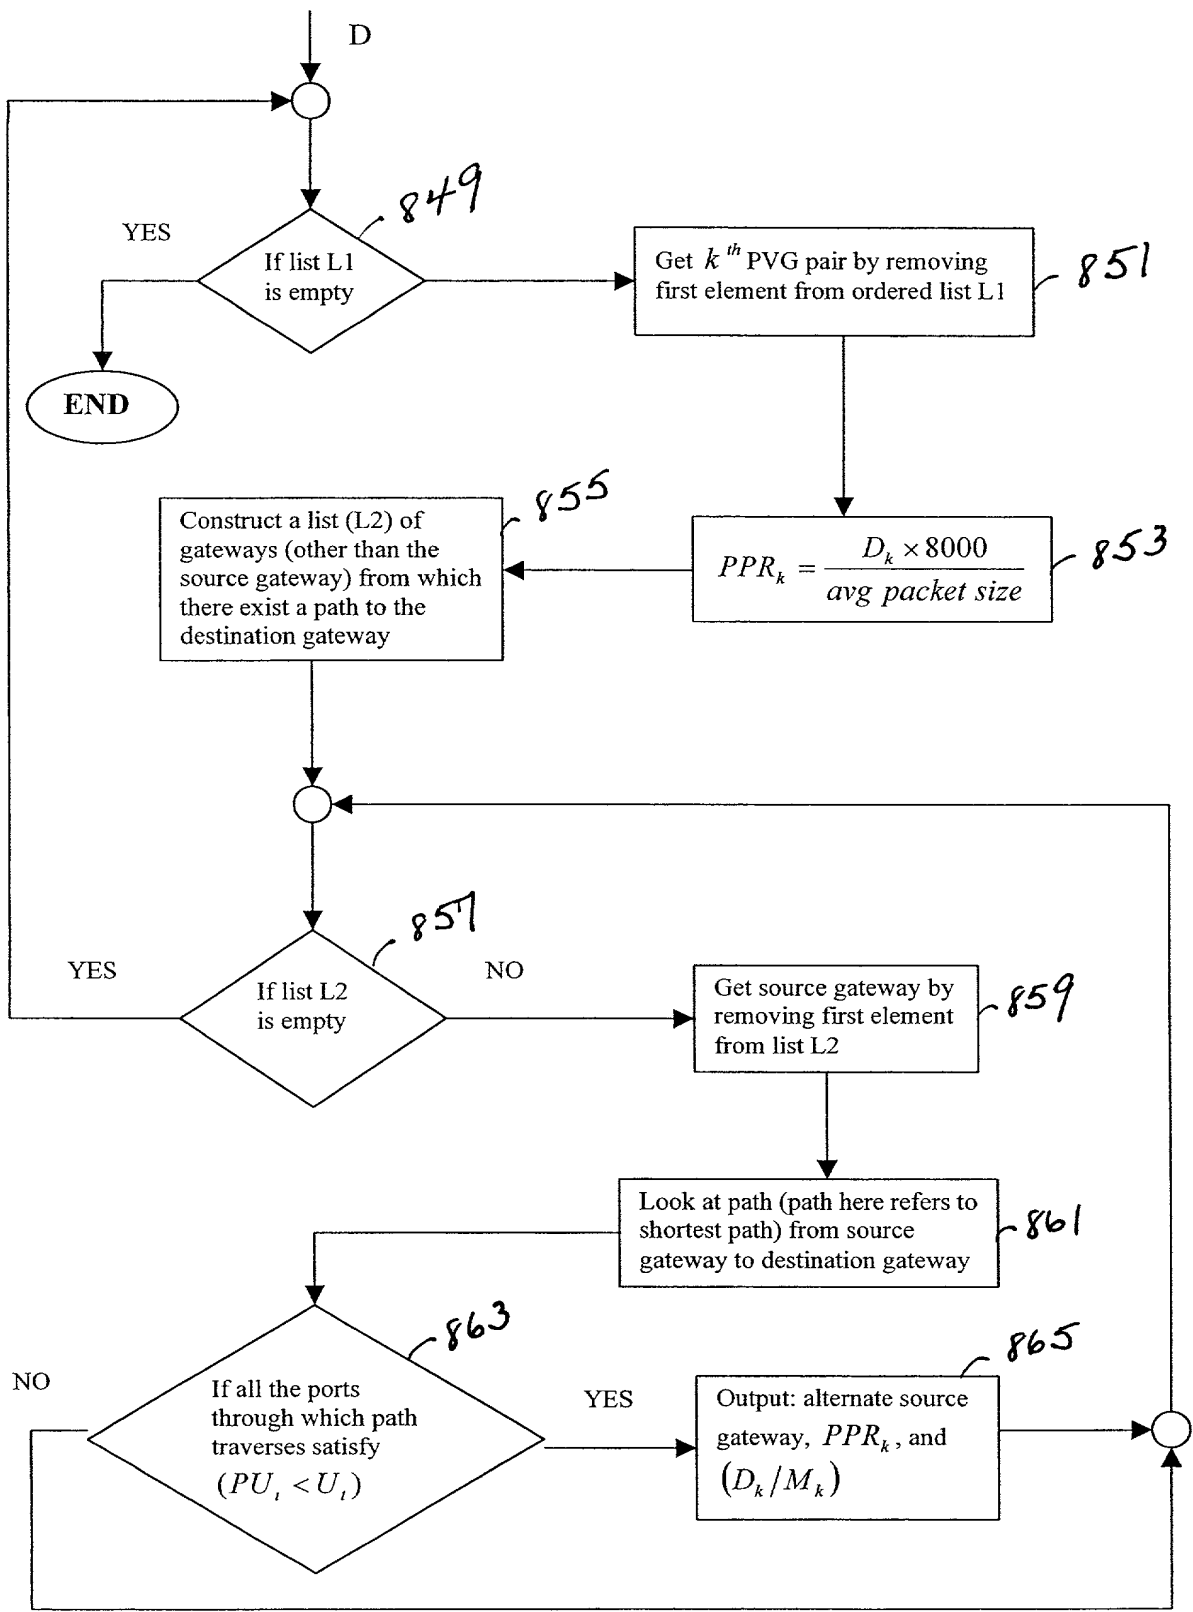 D
849
YES
If list L1
is empty
Get k th PVG pair by removing
first element from ordered list L1
851
END
855
Construct a list (L2) of
gateways (other than the
source gateway) from which
there exist a path to the
destination gateway
PPR_k = D_k × 8000 / avg packet size
853
857
YES
NO
If list L2
is empty
Get source gateway by
removing first element
from list L2
859
Look at path (path here refers to
shortest path) from source
gateway to destination gateway
861
863
865
NO
If all the ports
through which path
traverses satisfy
(PU_i < U_i)
YES
Output: alternate source
gateway, PPR_k, and
(D_k/M_k)